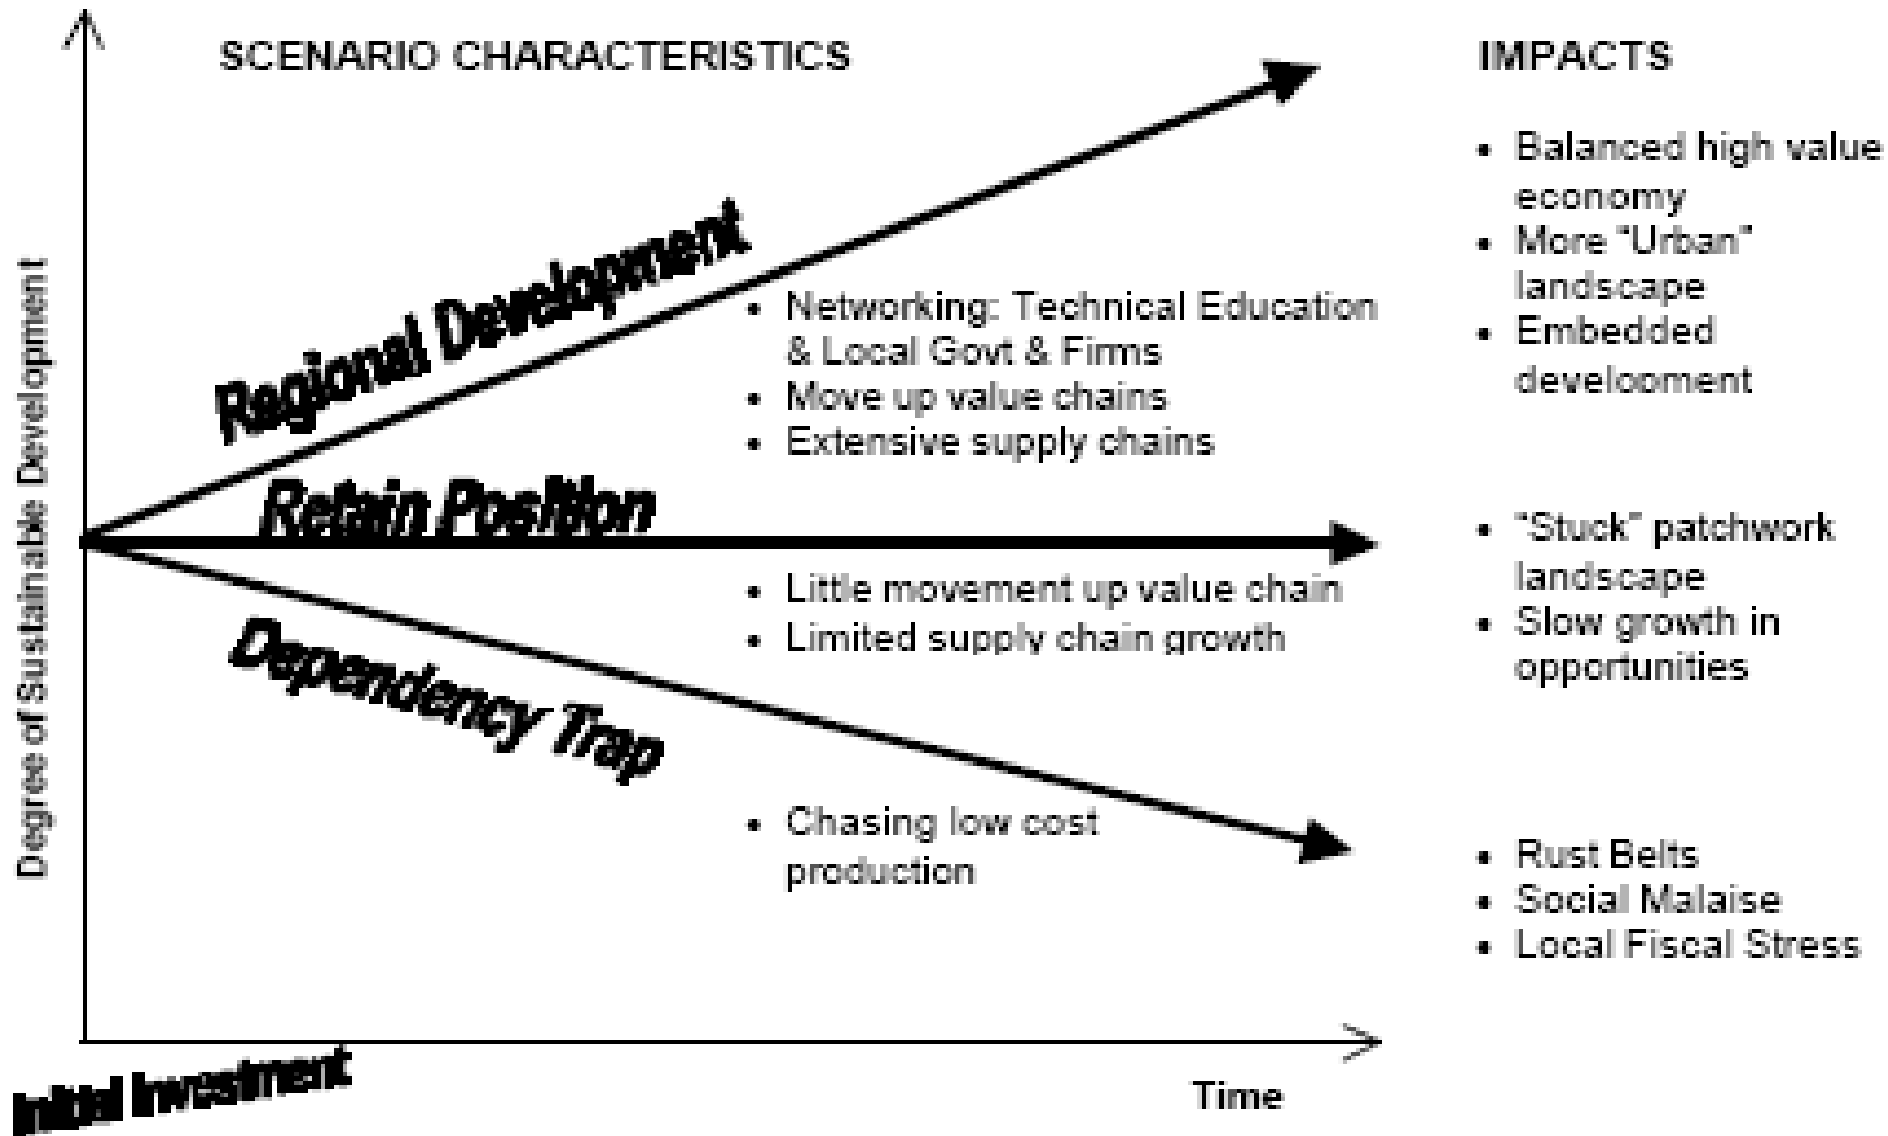 SCENARIO CHARACTERISTICS
IMPACTS
Degree of Sustainable Development
Regional Development
• Networking: Technical Education
& Local Govt & Firms
• Move up value chains
• Extensive supply chains
• Balanced high value
economy
• More "Urban"
landscape
• Embedded
development
Retain Position
• Little movement up value chain
• Limited supply chain growth
• "Stuck" patchwork
landscape
• Slow growth in
opportunities
Dependency Trap
• Chasing low cost
production
• Rust Belts
• Social Malaise
• Local Fiscal Stress
Initial Investment
Time